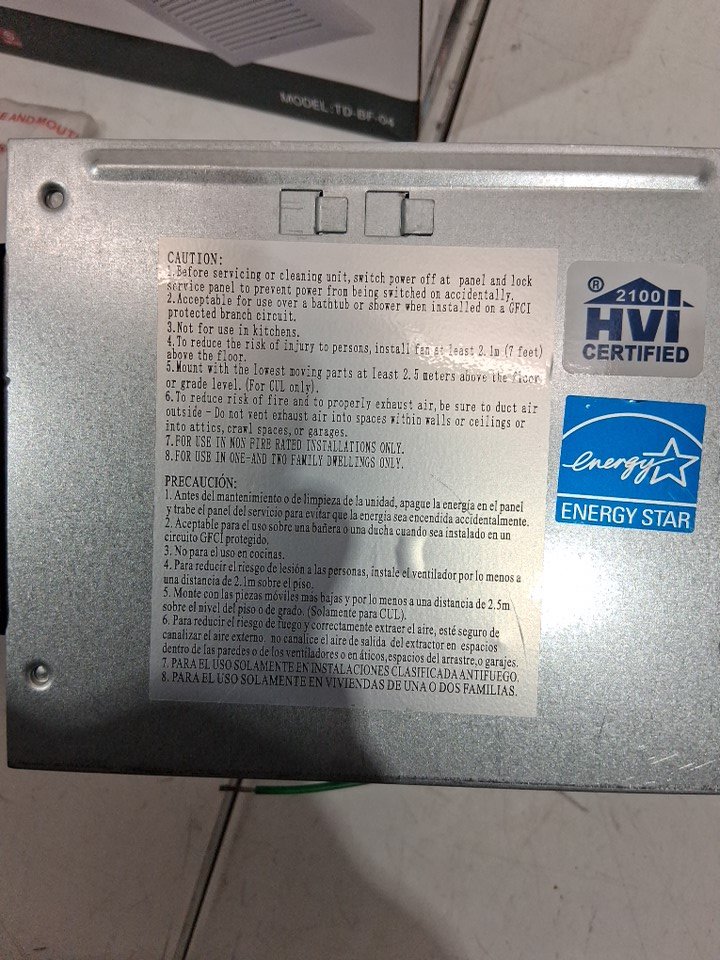 S
MODEL:TD-BF-04
E AND MOUTH
CAUTION:
1.Before servicing or cleaning unit, switch power off at panel and lock
service panel to prevent power from being switched on accidentally.
2.Acceptable for use over a bathtub or shower when installed on a GFCI
protected branch circuit.
3.Not for use in kitchens.
4.To reduce the risk of injury to persons, install fan at least 2.1m (7 feet)
above the floor.
5.Mount with the lowest moving parts at least 2.5 meters above the floor
or grade level. (For CUL only).
6.To reduce risk of fire and to properly exhaust air, be sure to duct air
outside - Do not vent exhaust air into spaces within walls or ceilings or
into attics, crawl spaces, or garages.
7.FOR USE IN NON FIRE RATED INSTALLATIONS ONLY.
8.FOR USE IN ONE-AND TWO FAMILY DWELLINGS ONLY.
PRECAUCIÓN:
1. Antes del mantenimiento o de limpieza de la unidad, apague la energía en el panel
y trabe el panel del servicio para evitar que la energía sea encendida accidentalmente.
2. Aceptable para el uso sobre una bañera o una ducha cuando sea instalado en un
circuito GFCI protegido.
3. No para el uso en cocinas.
4. Para reducir el riesgo de lesión a las personas, instale el ventilador por lo menos a
una distancia de 2.1m sobre el piso.
5. Monte con las piezas móviles más bajas y por lo menos a una distancia de 2.5m
sobre el nivel del piso o de grado. (Solamente para CUL).
6. Para reducir el riesgo de fuego y correctamente extraer el aire, esté seguro de
canalizar el aire externo. no canalice el aire de salida del extractor en espacios
dentro de las paredes o de los ventiladores o en áticos, espacios del arrastre, o garajes.
7. PARA EL USO SOLAMENTE EN INSTALACIONES CLASIFICADA ANTIFUEGO.
8. PARA EL USO SOLAMENTE EN VIVIENDAS DE UNA O DOS FAMILIAS.
®
2100
HVI
CERTIFIED
energy
ENERGY STAR